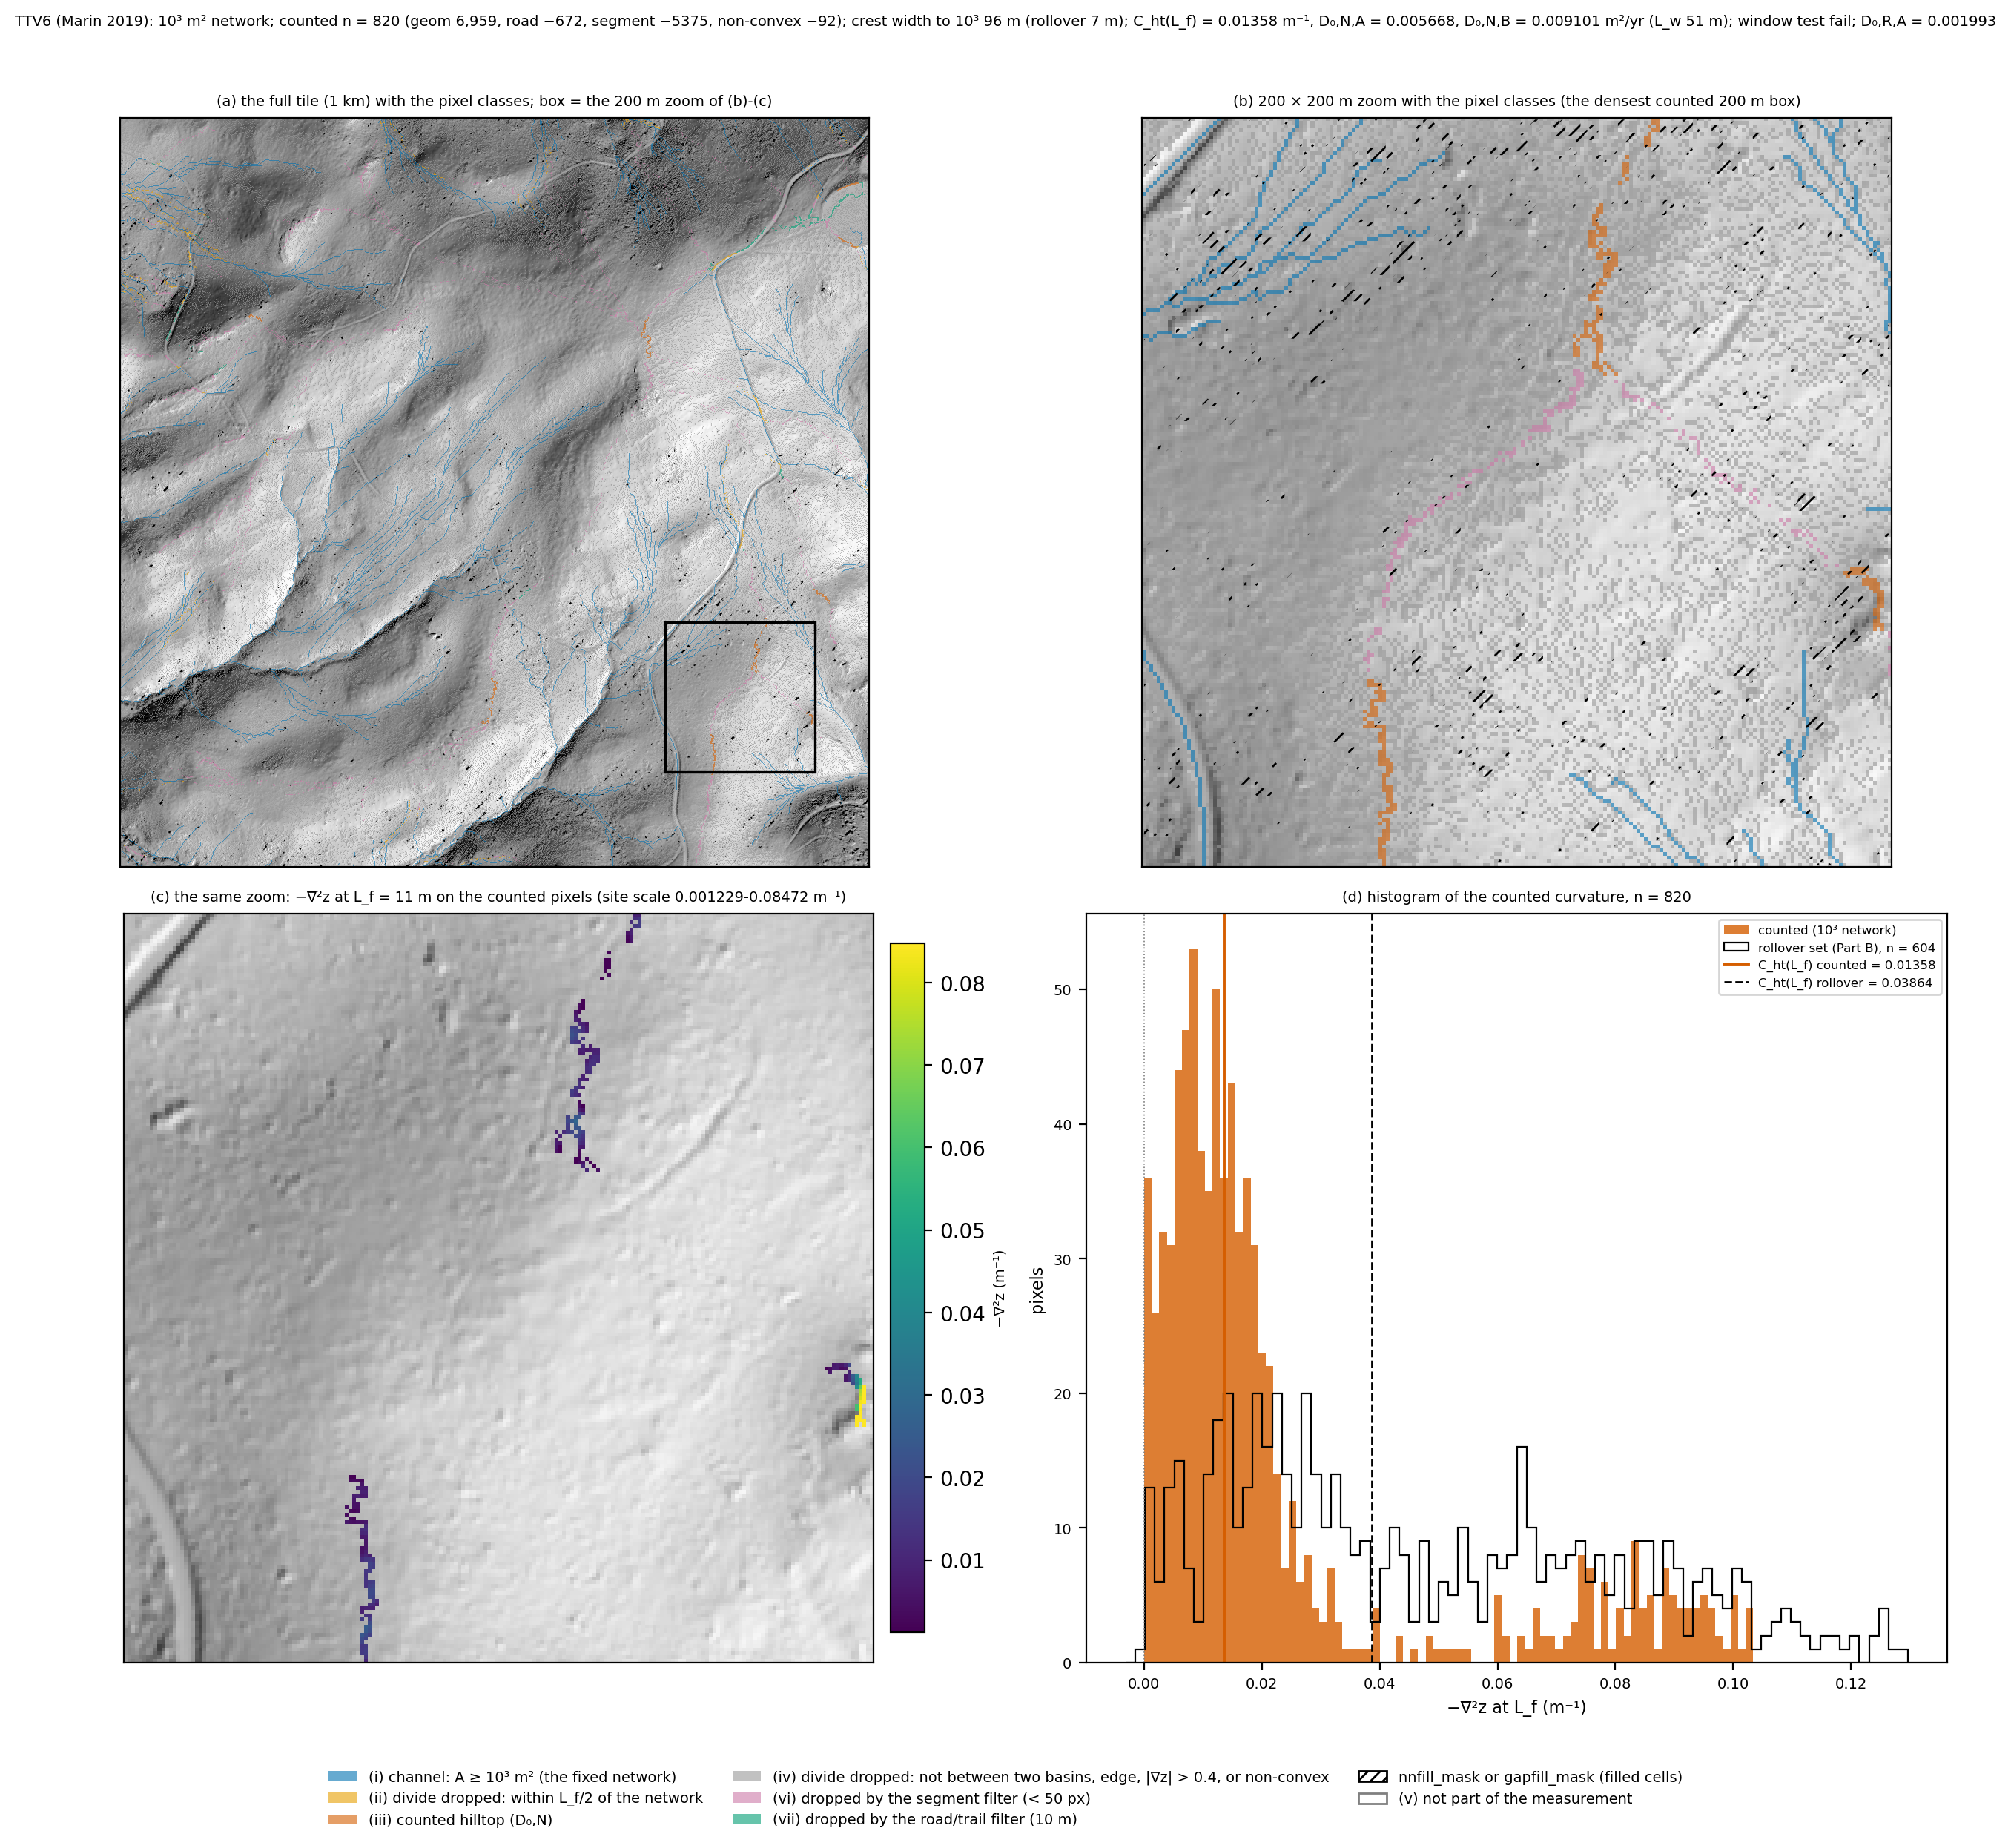 TTV6 (Marin 2019): 10³ m² network; counted n = 820 (geom 6,959, road −672, segment −5375, non-convex −92); crest width to 10³ 96 m (rollover 7 m); C_ht(L_f) = 0.01358 m⁻¹, D₀,N,A = 0.005668, D₀,N,B = 0.009101 m²/yr (L_w 51 m); window test fail; D₀,R,A = 0.001993
(a) the full tile (1 km) with the pixel classes; box = the 200 m zoom of (b)-(c)
(b) 200 × 200 m zoom with the pixel classes (the densest counted 200 m box)
(c) the same zoom: −∇²z at L_f = 11 m on the counted pixels (site scale 0.001229-0.08472 m⁻¹)
0.08
0.07
0.06
0.05
0.04
0.03
0.02
0.01
−∇²z (m⁻¹)
(d) histogram of the counted curvature, n = 820
counted (10³ network)
rollover set (Part B), n = 604
C_ht(L_f) counted = 0.01358
C_ht(L_f) rollover = 0.03864
50
40
30
20
10
0
pixels
0.00
0.02
0.04
0.06
0.08
0.10
0.12
−∇²z at L_f (m⁻¹)
(i) channel: A ≥ 10³ m² (the fixed network)
(ii) divide dropped: within L_f/2 of the network
(iii) counted hilltop (D₀,N)
(iv) divide dropped: not between two basins, edge, |∇z| > 0.4, or non-convex
(vi) dropped by the segment filter (< 50 px)
(vii) dropped by the road/trail filter (10 m)
nnfill_mask or gapfill_mask (filled cells)
(v) not part of the measurement